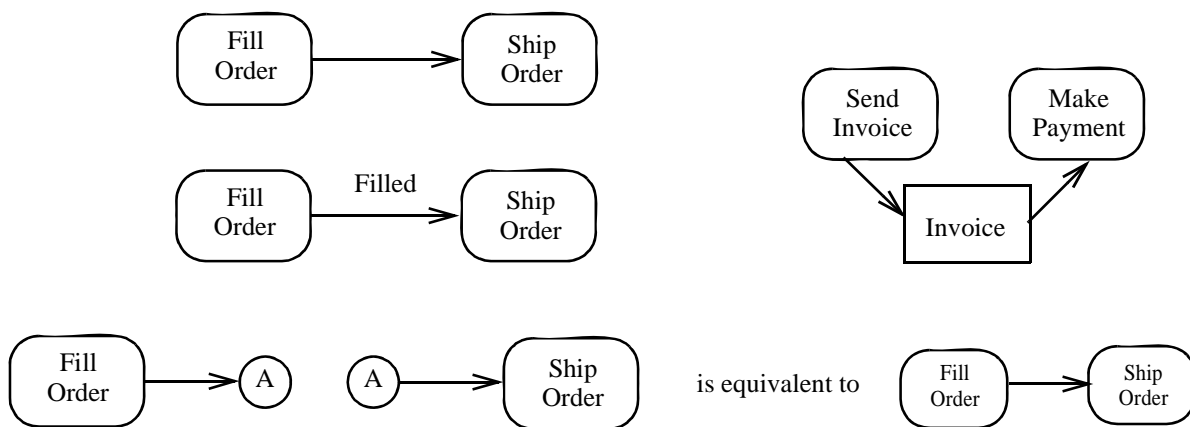 Fill
Order
Ship
Order
Send
Invoice
Make
Payment
Fill
Order
Filled
Ship
Order
Invoice
Fill
Order
A
A
Ship
Order
is equivalent to
Fill
Order
Ship
Order